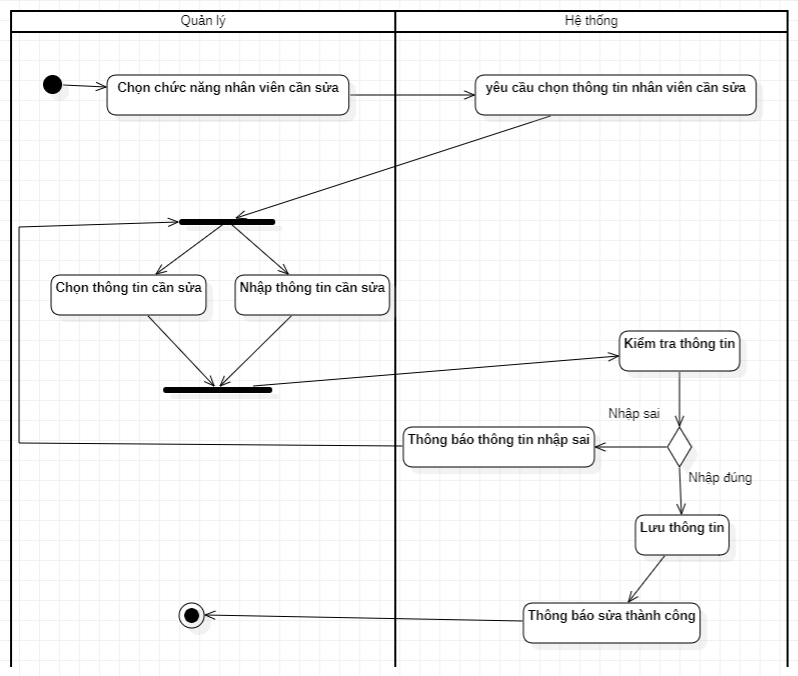 Quản lý
Hệ thống
Chọn chức năng nhân viên cần sửa
yêu cầu chọn thông tin nhân viên cần sửa
Chọn thông tin cần sửa
Nhập thông tin cần sửa
Kiểm tra thông tin
Nhập sai
Thông báo thông tin nhập sai
Nhập đúng
Lưu thông tin
Thông báo sửa thành công